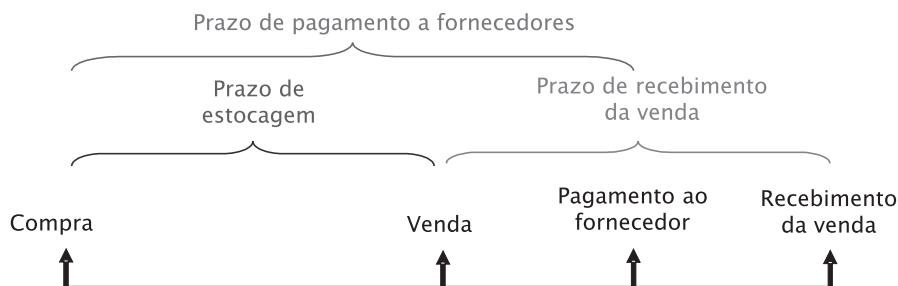 Prazo de pagamento a fornecedores
Prazo de
estocagem
Prazo de recebimento
da venda
Compra
Venda
Pagamento ao
fornecedor
Recebimento
da venda